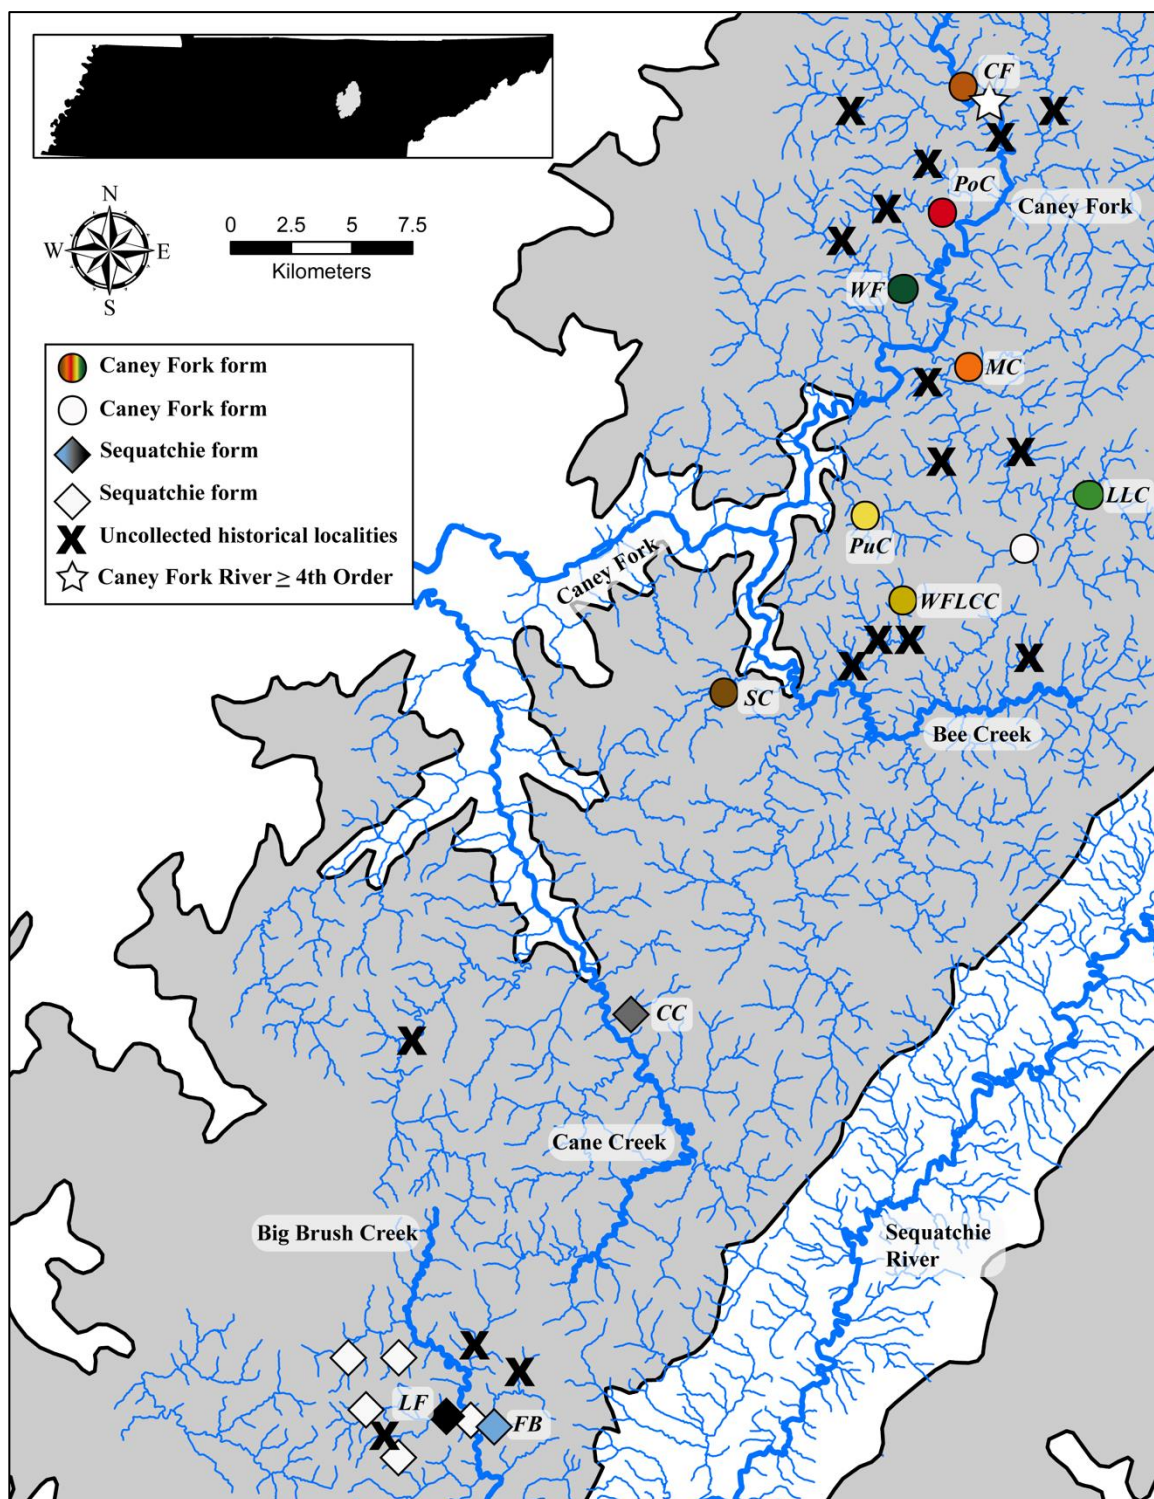 CF
PoC
Caney Fork
N
W E
S
0 2.5 5 7.5
Kilometers
WF
MC
Caney Fork form
Caney Fork form
Sequatchie form
Sequatchie form
X Uncollected historical localities
Caney Fork River ≥ 4th Order
LLC
PuC
Caney Fork
WFLCC
SC
Bee Creek
CC
Cane Creek
Big Brush Creek
Sequatchie
River
LF
FB